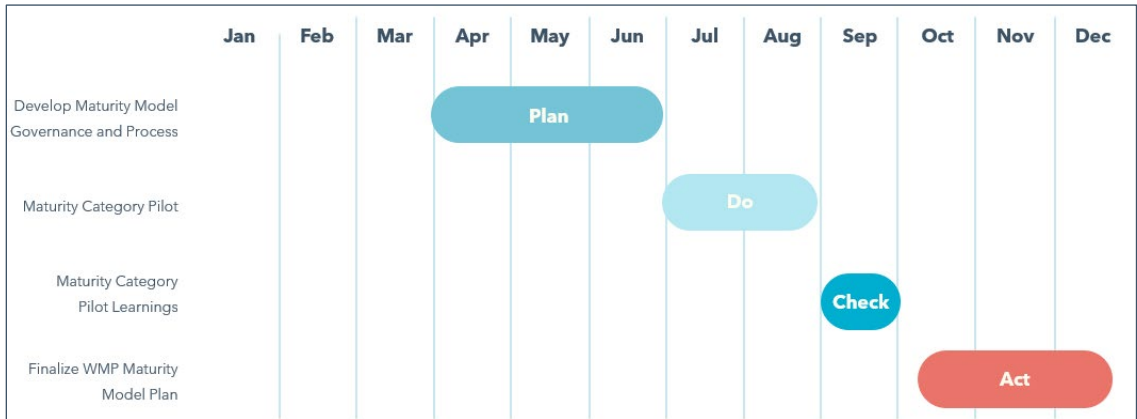 Jan Feb Mar Apr May Jun Jul Aug Sep Oct Nov Dec
Develop Maturity Model
Governance and Process
Plan
Maturity Category Pilot
Do
Maturity Category
Pilot Learnings
Check
Finalize WMP Maturity
Model Plan
Act